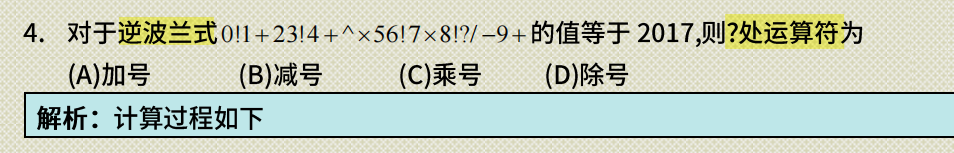 4. 对于逆波兰式0!1+23!4+^×56!7×8!?/−9+的值等于 2017,则?处运算符为
(A)加号 (B)减号 (C)乘号 (D)除号
解析：计算过程如下